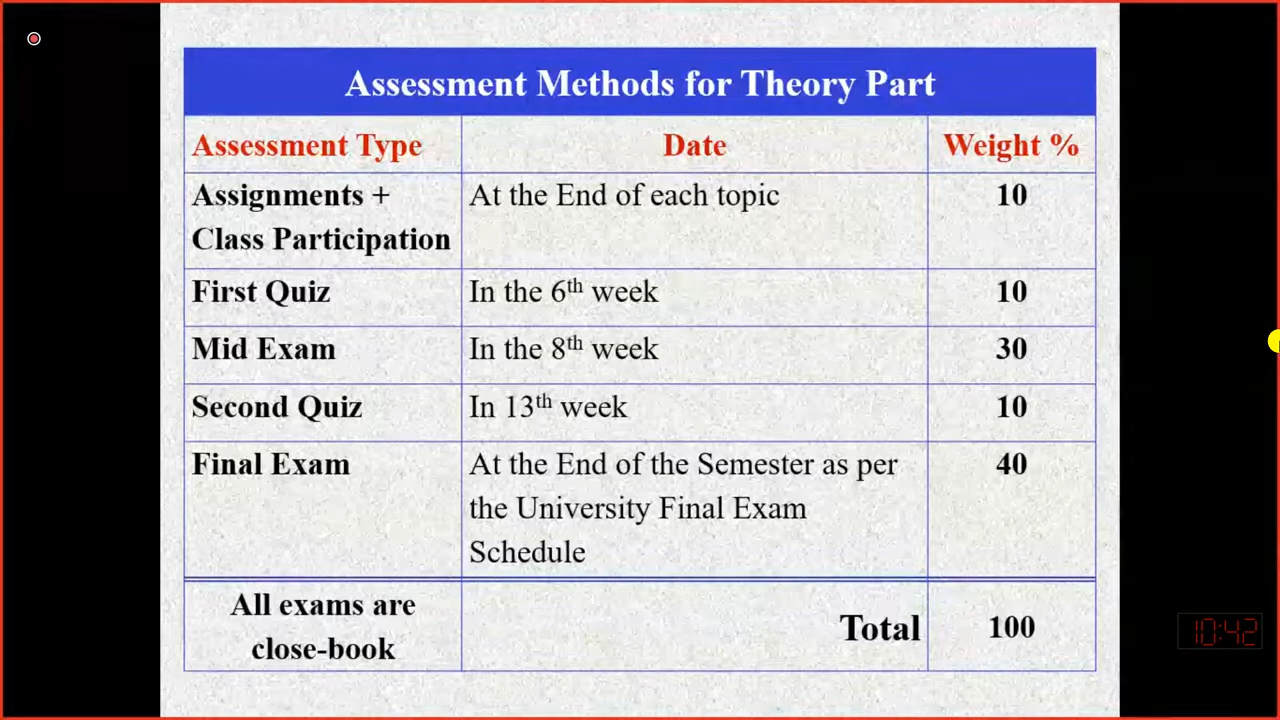 Assessment Methods for Theory Part
Assessment Type Date Weight %
Assignments + At the End of each topic 10
Class Participation
First Quiz In the 6th week 10
Mid Exam In the 8th week 30
Second Quiz In 13th week 10
Final Exam At the End of the Semester as per 40
the University Final Exam
Schedule
All exams are
close-book
Total 100
10:42